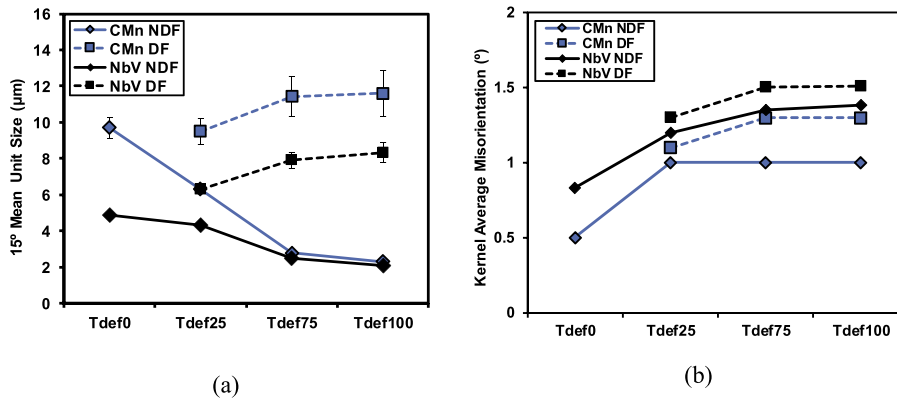 16
14
12
10
8
6
4
2
0
15º Mean Unit Size (µm)
CMn NDF
CMn DF
NbV NDF
NbV DF
Tdef0 Tdef25 Tdef75 Tdef100
(a)
2
1.5
1
0.5
0
Kernel Average Misorientation (º)
CMn NDF
CMn DF
NbV NDF
NbV DF
Tdef0 Tdef25 Tdef75 Tdef100
(b)